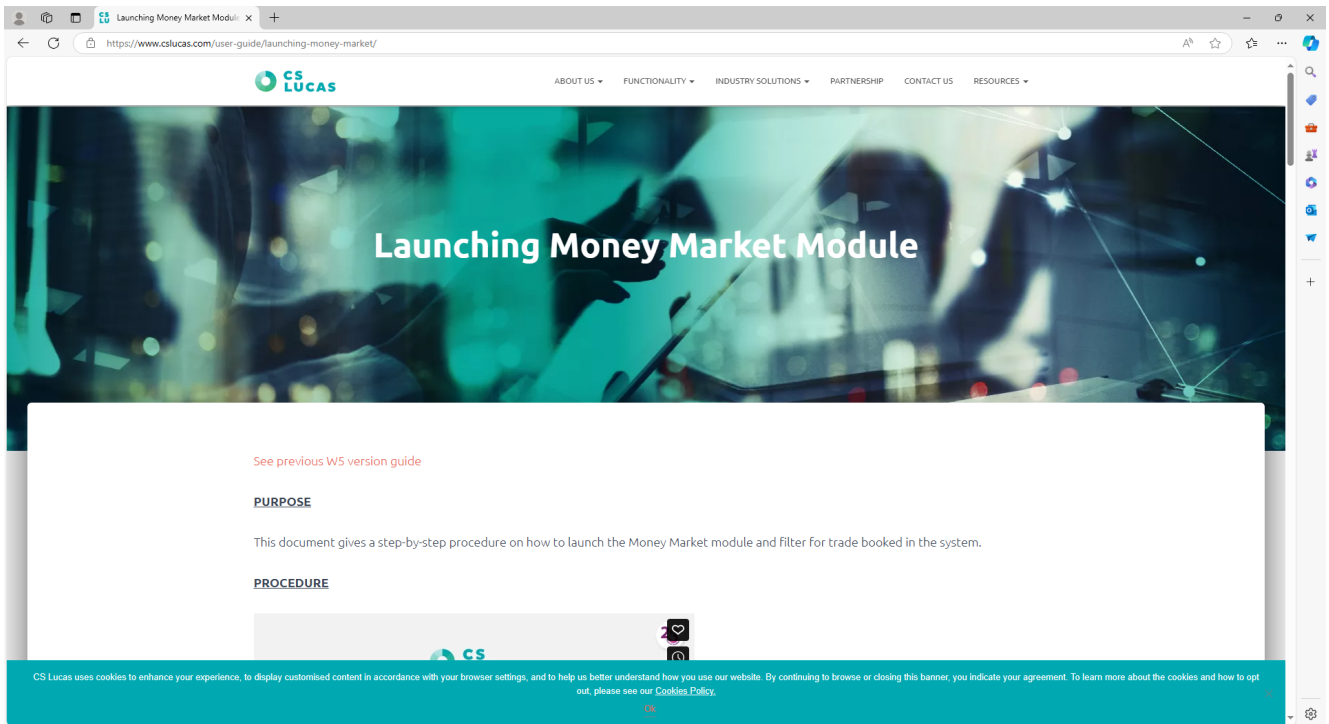 Launching Money Market Modul
https://www.cslucas.com/user-guide/launching-money-market/
CS
LUCAS
ABOUT US
FUNCTIONALITY
INDUSTRY SOLUTIONS
PARTNERSHIP
CONTACT US
RESOURCES
Launching Money Market Module
See previous W5 version guide
PURPOSE
This document gives a step-by-step procedure on how to launch the Money Market module and filter for trade booked in the system.
PROCEDURE
CS
CS Lucas uses cookies to enhance your experience, to display customised content in accordance with your browser settings, and to help us better understand how you use our website. By continuing to browse or closing this banner, you indicate your agreement. To learn more about the cookies and how to opt
out, please see our Cookies Policy.
Ok